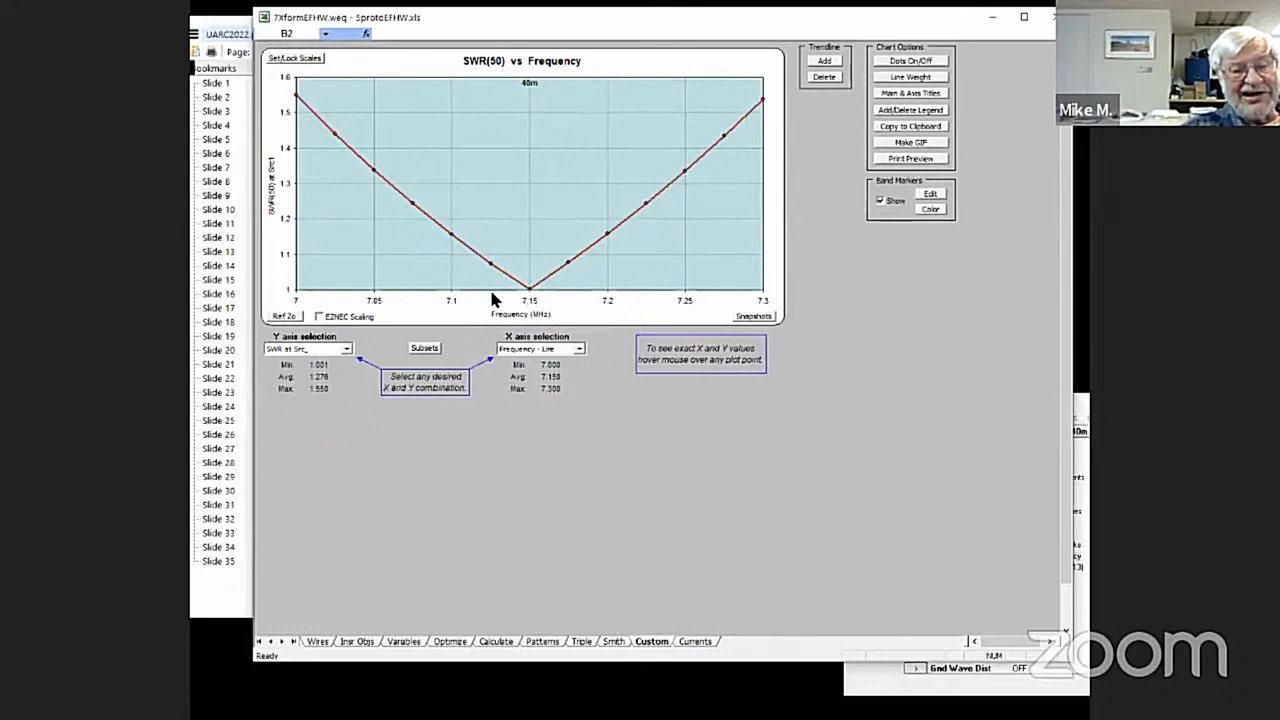 7XformEFHW.weq - 5protoEFHW.xls
UARC2022.
B2
fx
Page:
Bookmarks
Slide 1
Slide 2
Slide 3
Slide 4
Slide 5
Slide 6
Slide 7
Slide 8
Slide 9
Slide 10
Slide 11
Slide 12
Slide 13
Slide 14
Slide 15
Slide 16
Slide 17
Slide 18
Slide 19
Slide 20
Slide 21
Slide 22
Slide 23
Slide 24
Slide 25
Slide 26
Slide 27
Slide 28
Slide 29
Slide 30
Slide 31
Slide 32
Slide 33
Slide 34
Slide 35
Set/Lock Scales
SWR(50) vs Frequency
40m
SWR(50) at Src1
1.6
1.5
1.4
1.3
1.2
1.1
1
7 7.05 7.1 7.15 7.2 7.25 7.3
Frequency (MHz)
Ref Zo
EZNEC Scaling
Snapshots
Trendline
Add
Delete
Chart Options
Dots On/Off
Line Weight
Main & Axis Titles
Add/Delete Legend
Copy to Clipboard
Make GIF
Print Preview
Band Markers
Show
Edit
Color
Mike M.
Y axis selection
SWR at Src_
Min: 1.001
Avg: 1.276
Max: 1.550
Subsets
Select any desired
X and Y combination.
X axis selection
Frequency - Line
Min: 7.000
Avg: 7.150
Max: 7.300
To see exact X and Y values
hover mouse over any plot point.
40m
Wires Insr Objs Variables Optimize Calculate Patterns Triple Smith Custom Currents
Ready
NUM
> Gnd Wave Dist OFF
zoom